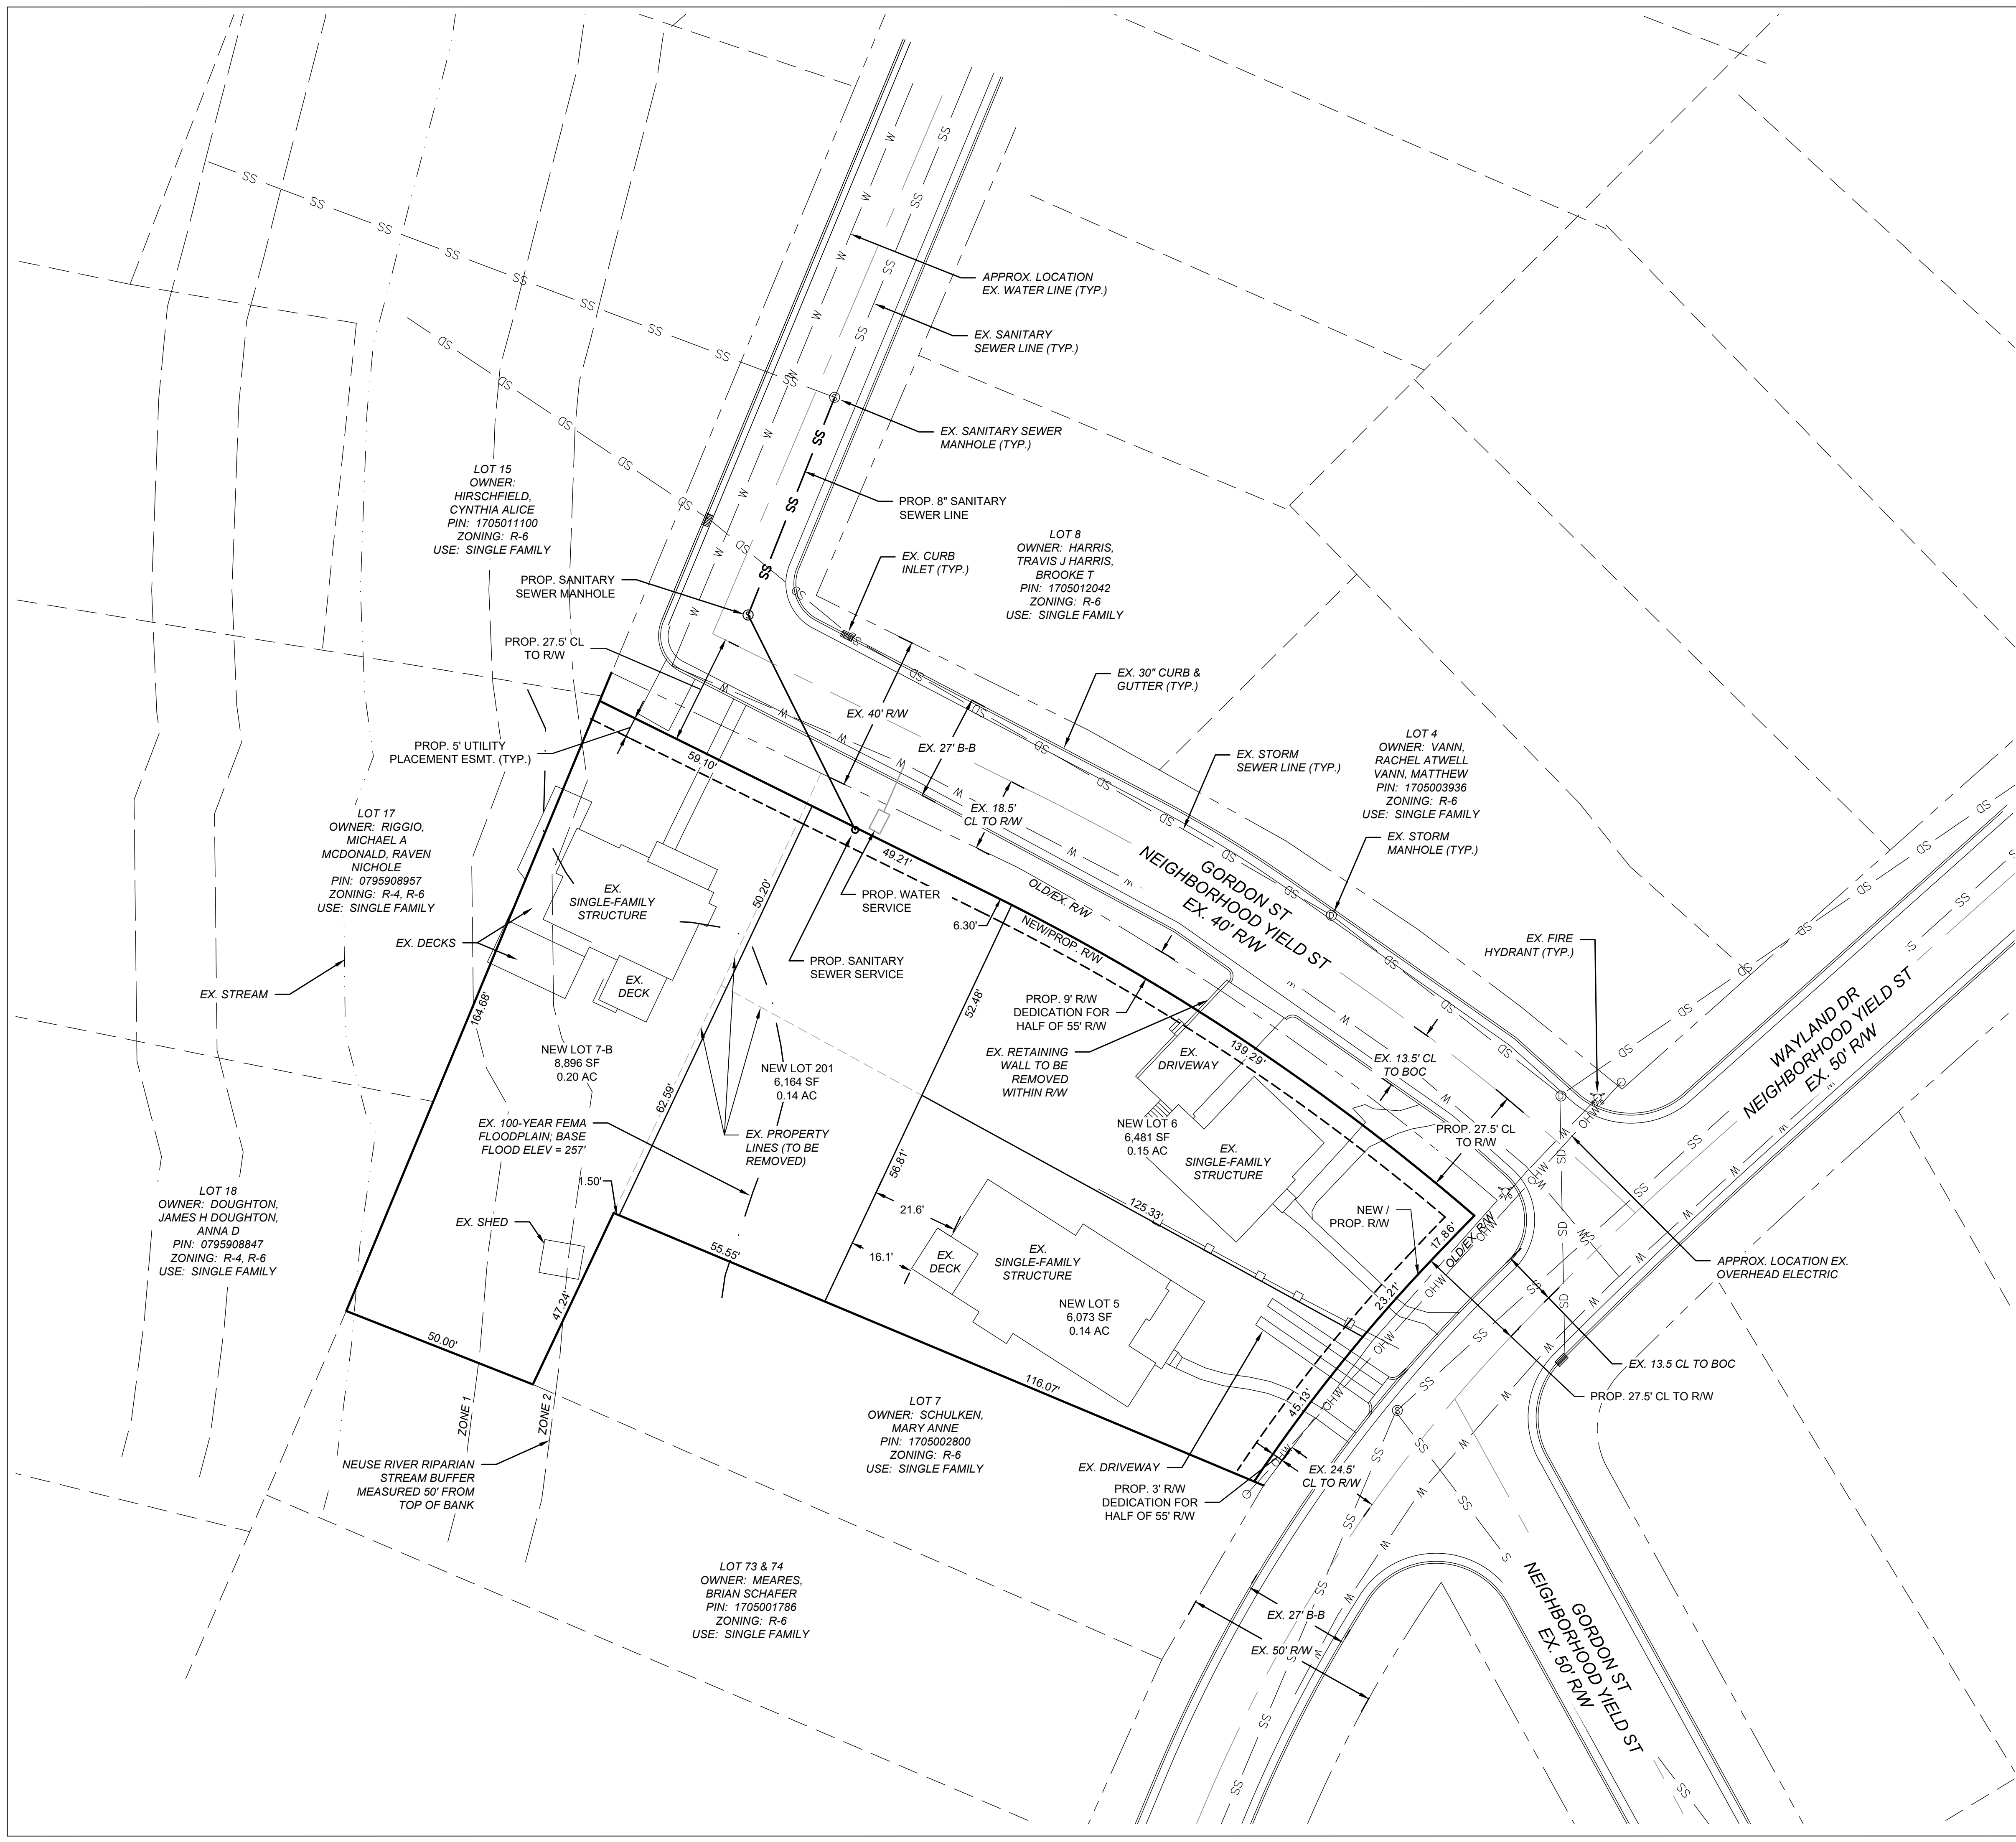 APPROX. LOCATION
EX. WATER LINE (TYP.)
EX. SANITARY
SEWER LINE (TYP.)
EX. SANITARY SEWER
MANHOLE (TYP.)
PROP. 8" SANITARY
SEWER LINE
LOT 15
OWNER:
HIRSCHFIELD,
CYNTHIA ALICE
PIN: 1705011100
ZONING: R-6
USE: SINGLE FAMILY
EX. CURB
INLET (TYP.)
LOT 8
OWNER: HARRIS,
TRAVIS J HARRIS,
BROOKE T
PIN: 1705012042
ZONING: R-6
USE: SINGLE FAMILY
PROP. SANITARY
SEWER MANHOLE
PROP. 27.5' CL
TO R/W
EX. 30" CURB &
GUTTER (TYP.)
EX. 40' R/W
EX. 27' B-B
PROP. 5' UTILITY
PLACEMENT ESMT. (TYP.)
59.10'
EX. STORM
SEWER LINE (TYP.)
LOT 4
OWNER: VANN,
RACHEL ATWELL
VANN, MATTHEW
PIN: 1705003936
ZONING: R-6
USE: SINGLE FAMILY
EX. STORM
MANHOLE (TYP.)
EX. 18.5'
CL TO R/W
LOT 17
OWNER: RIGGIO,
MICHAEL A
MCDONALD, RAVEN
NICHOLE
PIN: 0795908957
ZONING: R-4, R-6
USE: SINGLE FAMILY
EX.
SINGLE-FAMILY
STRUCTURE
50.20'
49.21'
PROP. WATER
SERVICE
OLD/EX. R/W
GORDON ST
NEIGHBORHOOD YIELD ST
EX. 40' R/W
6.30'
NEW/PROP. R/W
EX. DECKS
PROP. SANITARY
SEWER SERVICE
EX. FIRE
HYDRANT (TYP.)
EX. STREAM
EX.
DECK
164.68'
52.48'
PROP. 9' R/W
DEDICATION FOR
HALF OF 55' R/W
WAYLAND DR
NEIGHBORHOOD YIELD ST
EX. 50' R/W
EX. RETAINING
WALL TO BE
REMOVED
WITHIN R/W
EX.
DRIVEWAY
139.29'
EX. 13.5' CL
TO BOC
NEW LOT 7-B
8,896 SF
0.20 AC
NEW LOT 201
6,164 SF
0.14 AC
62.59'
EX. 100-YEAR FEMA
FLOODPLAIN; BASE
FLOOD ELEV = 257'
EX. PROPERTY
LINES (TO BE
REMOVED)
NEW LOT 6
6,481 SF
0.15 AC
EX.
SINGLE-FAMILY
STRUCTURE
PROP. 27.5' CL
TO R/W
56.81'
1.50'
LOT 18
OWNER: DOUGHTON,
JAMES H DOUGHTON,
ANNA D
PIN: 0795908847
ZONING: R-4, R-6
USE: SINGLE FAMILY
EX. SHED
55.55'
21.6'
16.1'
EX.
DECK
EX.
SINGLE-FAMILY
STRUCTURE
125.33'
NEW /
PROP. R/W
17.86'
OLD/EX. R/W
APPROX. LOCATION EX.
OVERHEAD ELECTRIC
47.24'
50.00'
NEW LOT 5
6,073 SF
0.14 AC
23.21'
EX. 13.5 CL TO BOC
PROP. 27.5' CL TO R/W
116.07'
45.13'
ZONE 1
ZONE 2
LOT 7
OWNER: SCHULKEN,
MARY ANNE
PIN: 1705002800
ZONING: R-6
USE: SINGLE FAMILY
NEUSE RIVER RIPARIAN
STREAM BUFFER
MEASURED 50' FROM
TOP OF BANK
EX. DRIVEWAY
EX. 24.5'
CL TO R/W
PROP. 3' R/W
DEDICATION FOR
HALF OF 55' R/W
LOT 73 & 74
OWNER: MEARES,
BRIAN SCHAFER
PIN: 1705001786
ZONING: R-6
USE: SINGLE FAMILY
EX. 27' B-B
EX. 50' R/W
GORDON ST
NEIGHBORHOOD YIELD ST
EX. 50' R/W